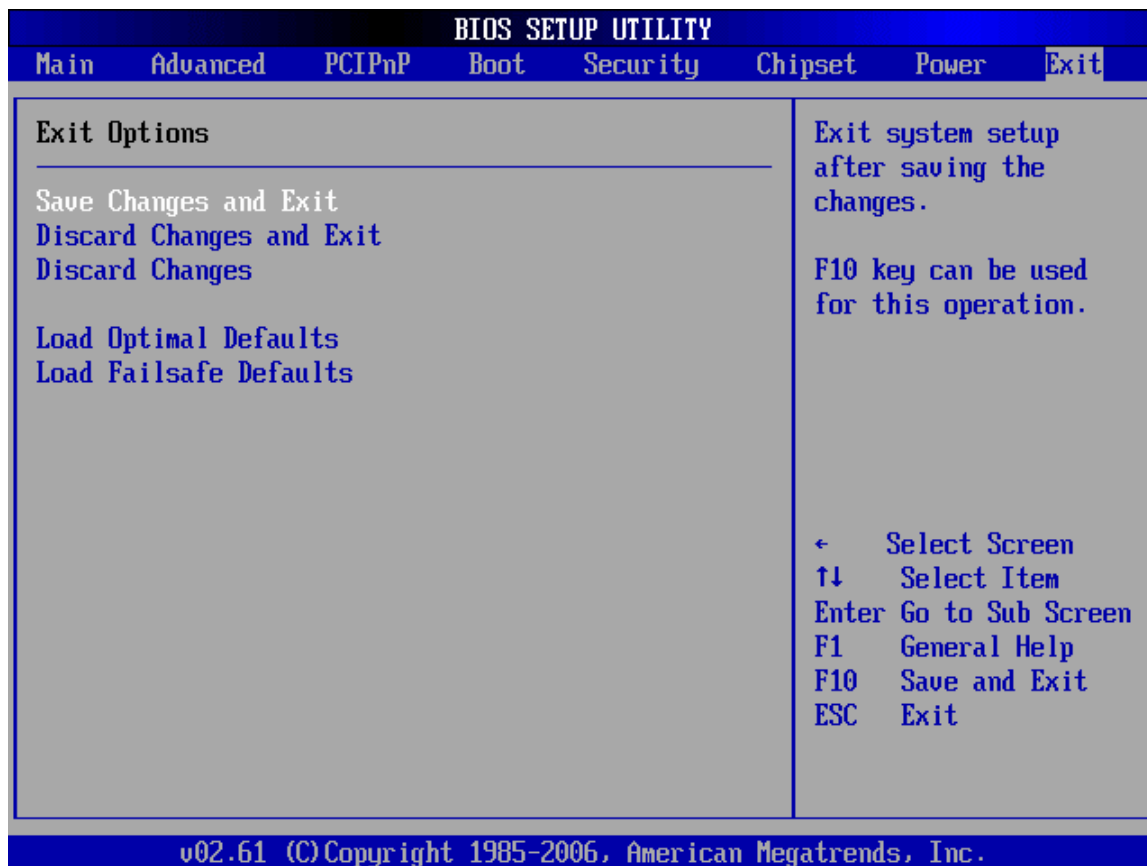 BIOS SETUP UTILITY
Main Advanced PCIPnP Boot Security Chipset Power Exit
Exit Options
Save Changes and Exit
Discard Changes and Exit
Discard Changes
Load Optimal Defaults
Load Failsafe Defaults
Exit system setup
after saving the
changes.
F10 key can be used
for this operation.
← Select Screen
↑↓ Select Item
Enter Go to Sub Screen
F1 General Help
F10 Save and Exit
ESC Exit
v02.61 (C)Copyright 1985-2006, American Megatrends, Inc.